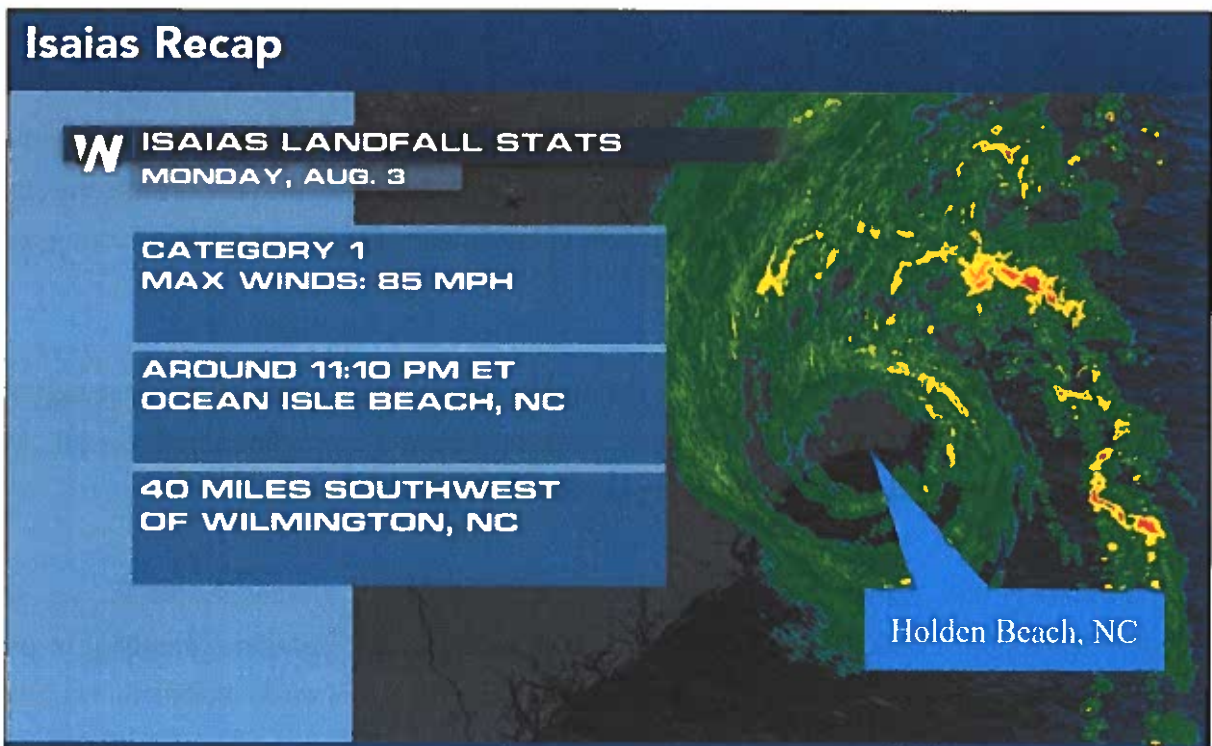 Isaias Recap
W ISAIAS LANDFALL STATS
MONDAY, AUG. 3
CATEGORY 1
MAX WINDS: 85 MPH
AROUND 11:10 PM ET
OCEAN ISLE BEACH, NC
40 MILES SOUTHWEST
OF WILMINGTON, NC
Holden Beach, NC